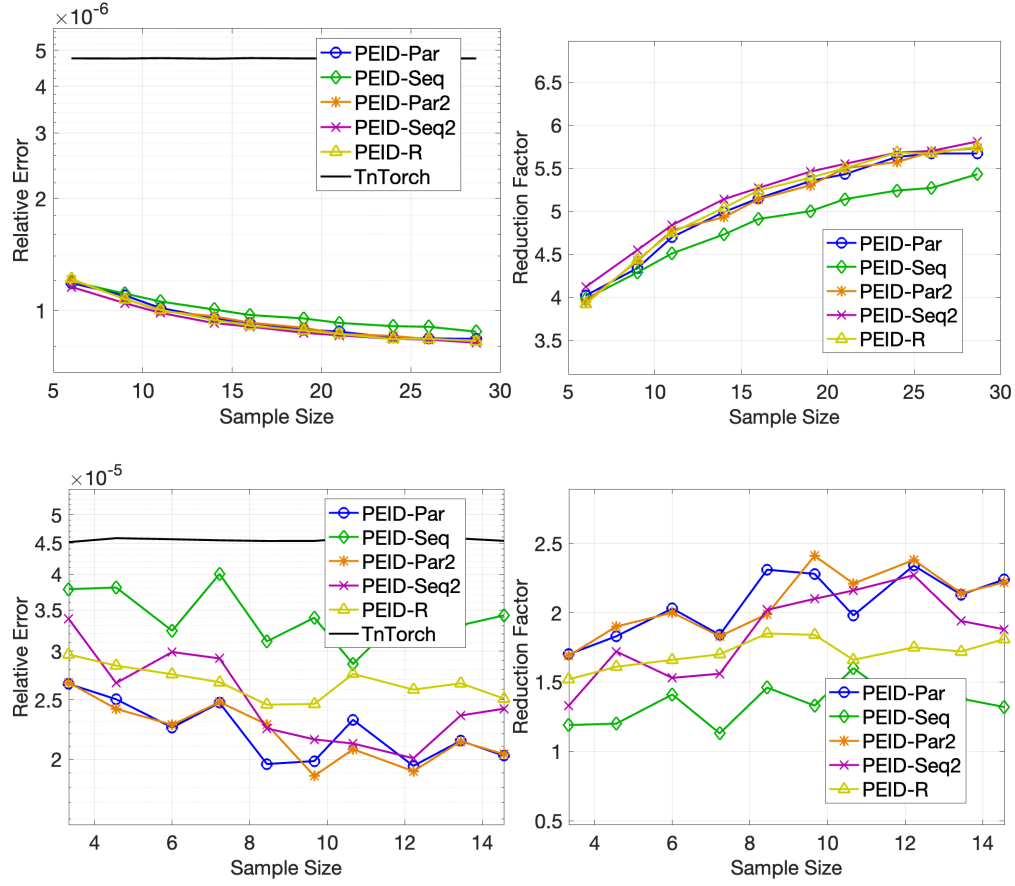 ×10⁻⁶
5
4
3
2
1
Relative Error
5 10 15 20 25 30
Sample Size
PEID-Par
PEID-Seq
PEID-Par2
PEID-Seq2
PEID-R
TnTorch
6.5
6
5.5
5
4.5
4
3.5
Reduction Factor
5 10 15 20 25 30
Sample Size
PEID-Par
PEID-Seq
PEID-Par2
PEID-Seq2
PEID-R
×10⁻⁵
5
4.5
4
3.5
3
2.5
2
Relative Error
4 6 8 10 12 14
Sample Size
PEID-Par
PEID-Seq
PEID-Par2
PEID-Seq2
PEID-R
TnTorch
2.5
2
1.5
1
0.5
Reduction Factor
4 6 8 10 12 14
Sample Size
PEID-Par
PEID-Seq
PEID-Par2
PEID-Seq2
PEID-R